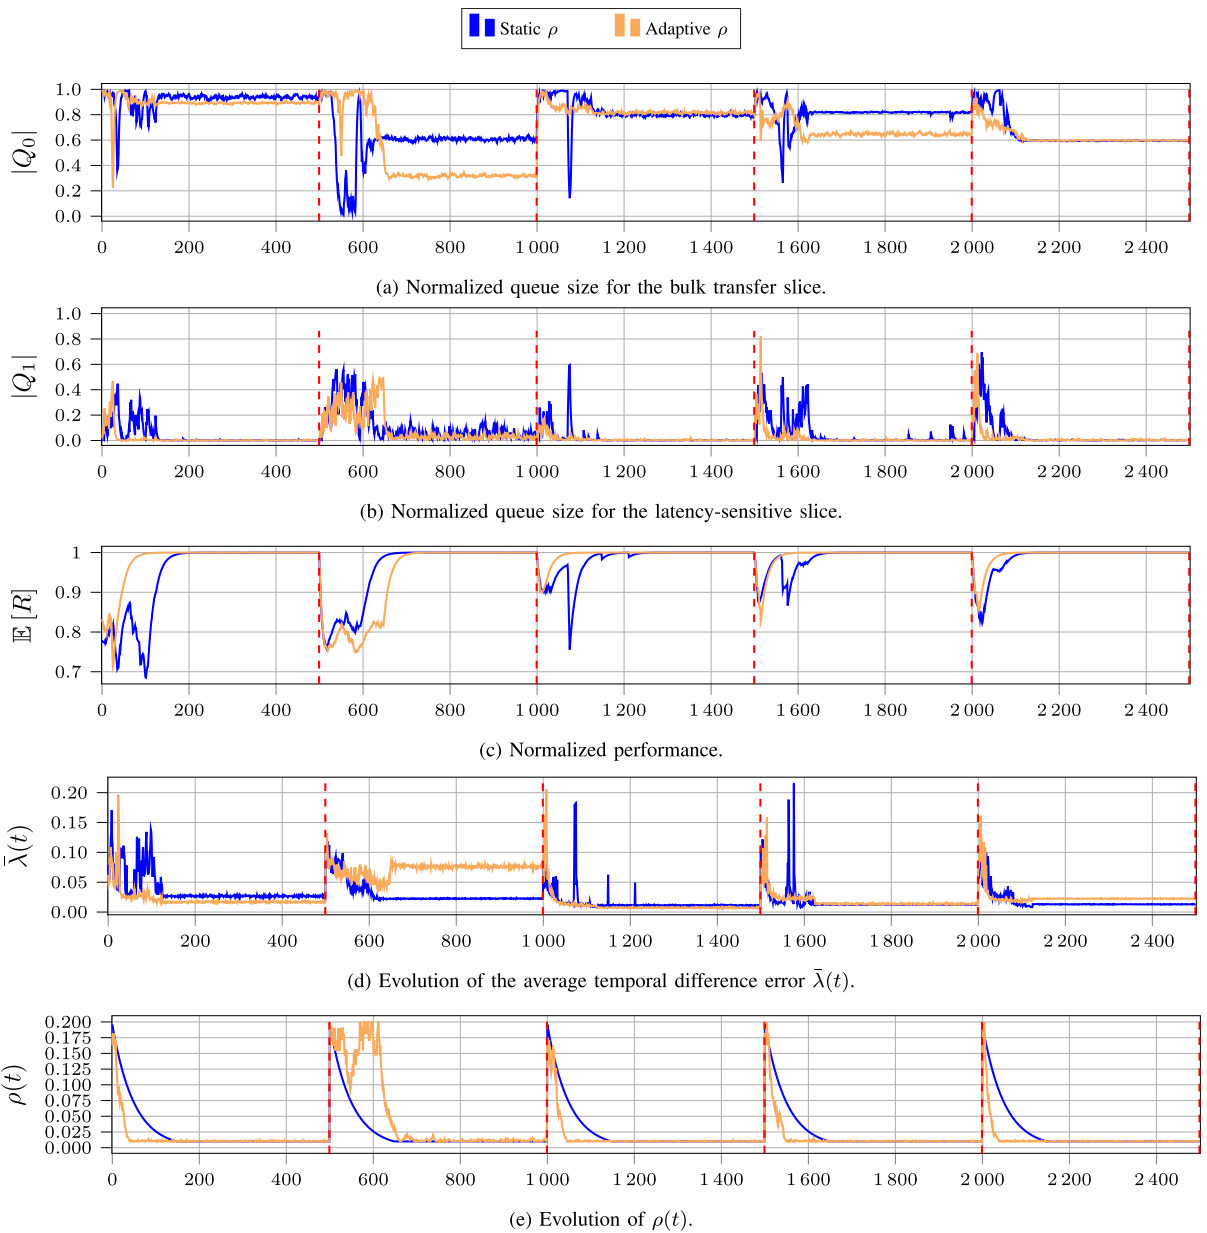 Static ρ Adaptive ρ
|Q₀|
1.0
0.8
0.6
0.4
0.2
0.0
0 200 400 600 800 1 000 1 200 1 400 1 600 1 800 2 000 2 200 2 400
(a) Normalized queue size for the bulk transfer slice.
|Q₁|
1.0
0.8
0.6
0.4
0.2
0.0
0 200 400 600 800 1 000 1 200 1 400 1 600 1 800 2 000 2 200 2 400
(b) Normalized queue size for the latency-sensitive slice.
𝔼 [R]
1
0.9
0.8
0.7
0 200 400 600 800 1 000 1 200 1 400 1 600 1 800 2 000 2 200 2 400
(c) Normalized performance.
λ̄(t)
0.20
0.15
0.10
0.05
0.00
0 200 400 600 800 1 000 1 200 1 400 1 600 1 800 2 000 2 200 2 400
(d) Evolution of the average temporal difference error λ̄(t).
ρ(t)
0.200
0.175
0.150
0.125
0.100
0.075
0.050
0.025
0.000
0 200 400 600 800 1 000 1 200 1 400 1 600 1 800 2 000 2 200 2 400
(e) Evolution of ρ(t).